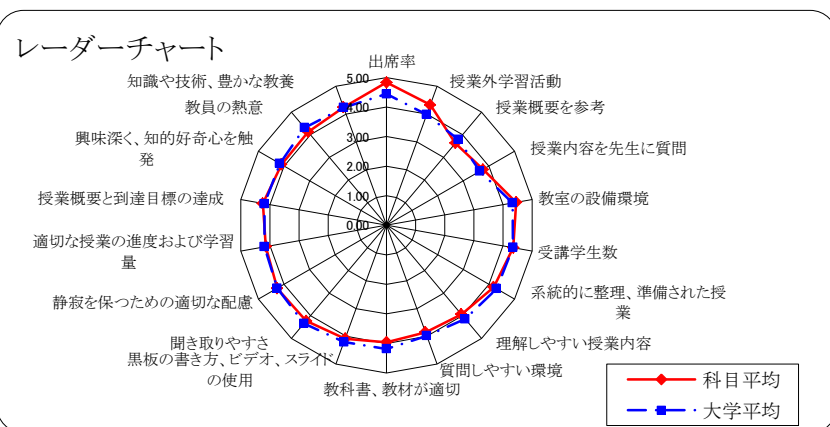 レーダーチャート
出席率
授業外学習活動
授業概要を参考
授業内容を先生に質問
教室の設備環境
受講学生数
系統的に整理、準備された授
業
理解しやすい授業内容
質問しやすい環境
教科書、教材が適切
黒板の書き方、ビデオ、スライド
の使用
聞き取りやすさ
静寂を保つための適切な配慮
適切な授業の進度および学習
量
授業概要と到達目標の達成
興味深く、知的好奇心を触
発
教員の熱意
知識や技術、豊かな教養
5.00
4.00
3.00
2.00
1.00
0.00
科目平均
大学平均